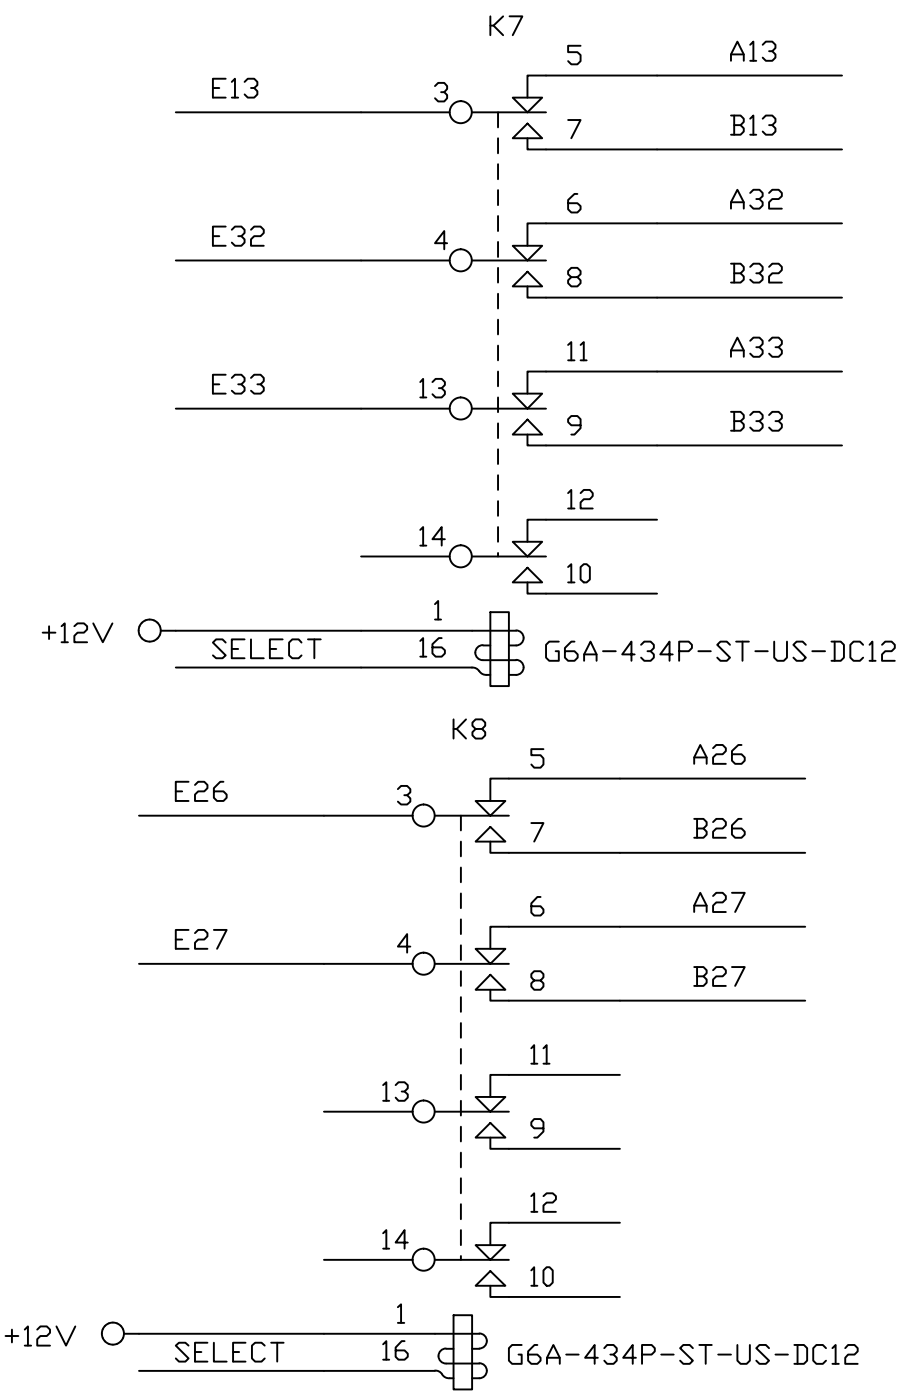 K7
5 A13
E13 3
7 B13
6 A32
E32 4
8 B32
11 A33
E33 13
9 B33
12
14
10
1
+12V
SELECT 16 G6A-434P-ST-US-DC12
K8
5 A26
E26 3
7 B26
6 A27
E27 4
8 B27
11
13
9
12
14
10
1
+12V
SELECT 16 G6A-434P-ST-US-DC12